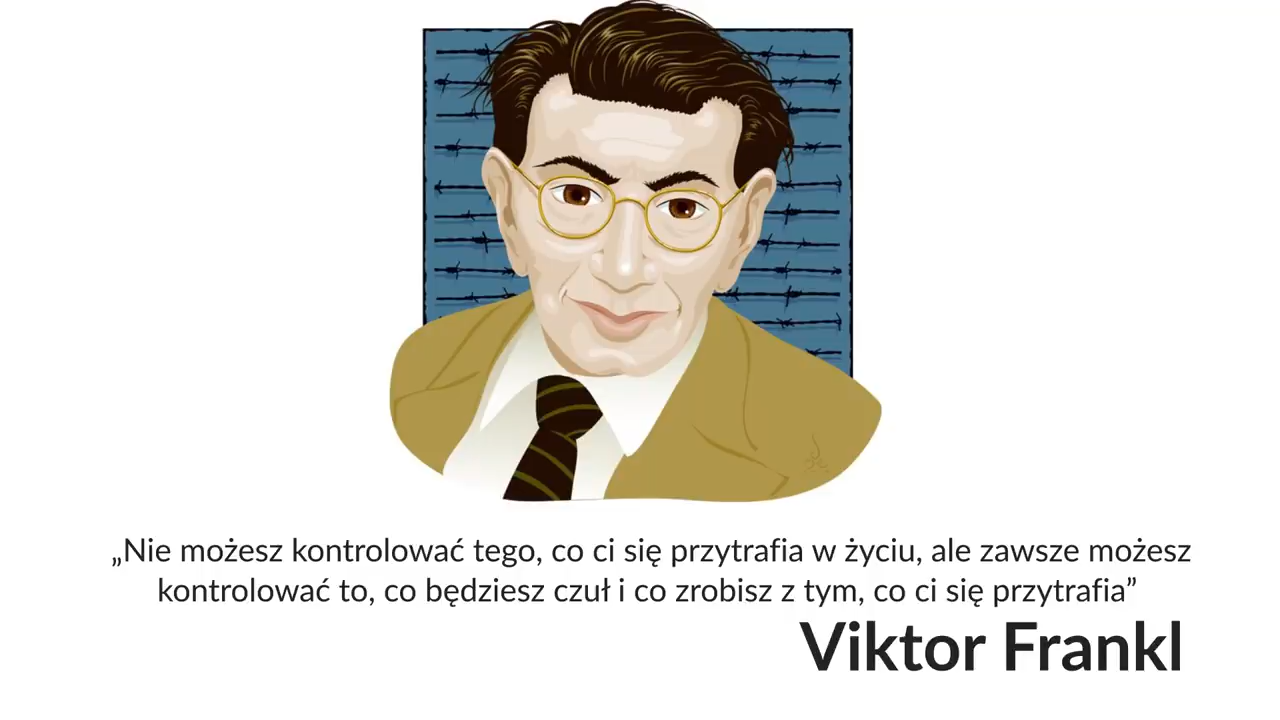 „Nie możesz kontrolować tego, co ci się przytrafia w życiu, ale zawsze możesz
kontrolować to, co będziesz czuł i co zrobisz z tym, co ci się przytrafia”
Viktor Frankl